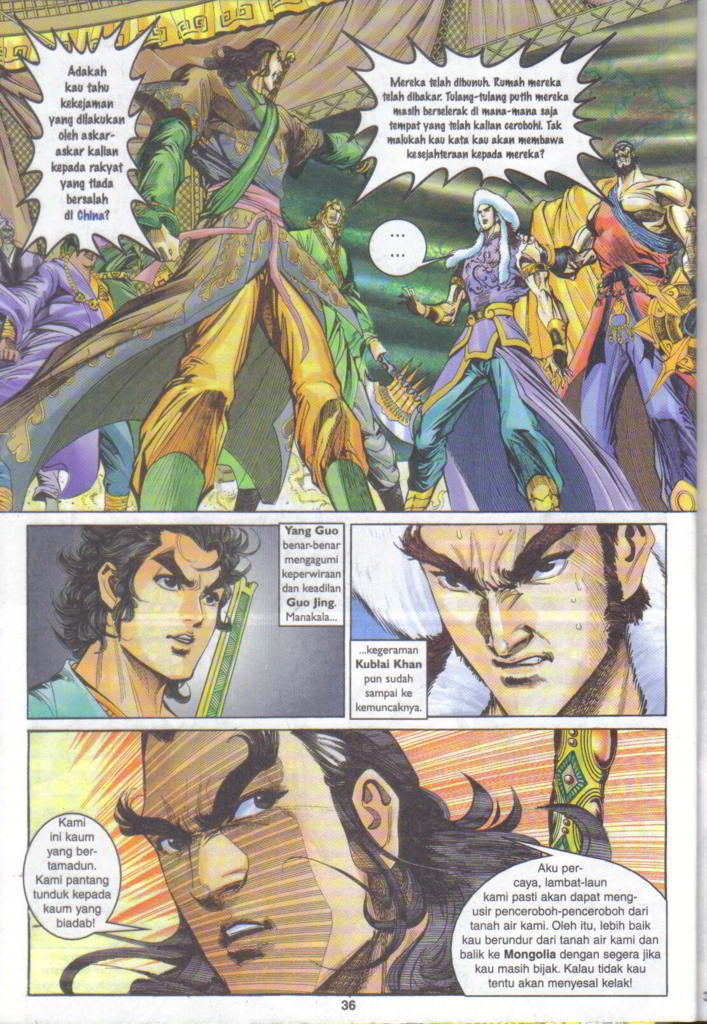 Adakah
kau tahu
kekejaman
yang dilakukan
oleh askar-
askar kalian
kepada rakyat
yang tiada
bersalah
di China?
Mereka telah dibunuh. Rumah mereka
telah dibakar. Tulang-tulang putih mereka
masih berselerak di mana-mana saja
tempat yang telah kalian cerobohi. Tak
malukah kau kata kau akan membawa
kesejahteraan kepada mereka?
...
...
Yang Guo
benar-benar
mengagumi
keperwiraan
dan keadilan
Guo Jing.
Manakala...
...kegeraman
Kublai Khan
pun sudah
sampai ke
kemuncaknya.
Kami
ini kaum
yang ber-
tamadun.
Kami pantang
tunduk kepada
kaum yang
biadab!
Aku per-
caya, lambat-laun
kami pasti akan dapat meng-
usir penceroboh-penceroboh dari
tanah air kami. Oleh itu, lebih baik
kau berundur dari tanah air kami dan
balik ke Mongolia dengan segera jika
kau masih bijak. Kalau tidak kau
tentu akan menyesal kelak!
36